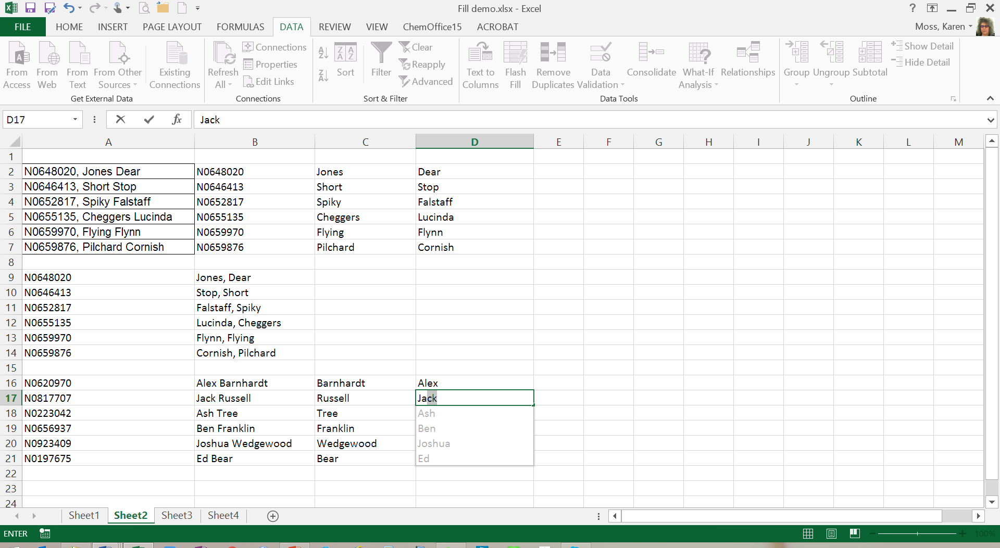 Fill demo.xlsx - Excel
?
FILE HOME INSERT PAGE LAYOUT FORMULAS DATA REVIEW VIEW ChemOffice15 ACROBAT Moss, Karen
From Access
From Web
From Text
From Other Sources
Existing Connections
Get External Data
Refresh All
Connections
Properties
Edit Links
Connections
Sort
Filter
Clear
Reapply
Advanced
Sort & Filter
Text to Columns
Flash Fill
Remove Duplicates
Data Validation
Consolidate
What-If Analysis
Relationships
Data Tools
Group
Ungroup
Subtotal
Show Detail
Hide Detail
Outline
D17 fx Jack
A B C D E F G H I J K L M
1
2 N0648020, Jones Dear N0648020 Jones Dear
3 N0646413, Short Stop N0646413 Short Stop
4 N0652817, Spiky Falstaff N0652817 Spiky Falstaff
5 N0655135, Cheggers Lucinda N0655135 Cheggers Lucinda
6 N0659970, Flying Flynn N0659970 Flying Flynn
7 N0659876, Pilchard Cornish N0659876 Pilchard Cornish
8
9 N0648020 Jones, Dear
10 N0646413 Stop, Short
11 N0652817 Falstaff, Spiky
12 N0655135 Lucinda, Cheggers
13 N0659970 Flynn, Flying
14 N0659876 Cornish, Pilchard
15
16 N0620970 Alex Barnhardt Barnhardt Alex
17 N0817707 Jack Russell Russell Jack
18 N0223042 Ash Tree Tree Ash
19 N0656937 Ben Franklin Franklin Ben
20 N0923409 Joshua Wedgewood Wedgewood Joshua
21 N0197675 Ed Bear Bear Ed
22
23
24
Sheet1 Sheet2 Sheet3 Sheet4
ENTER 100%